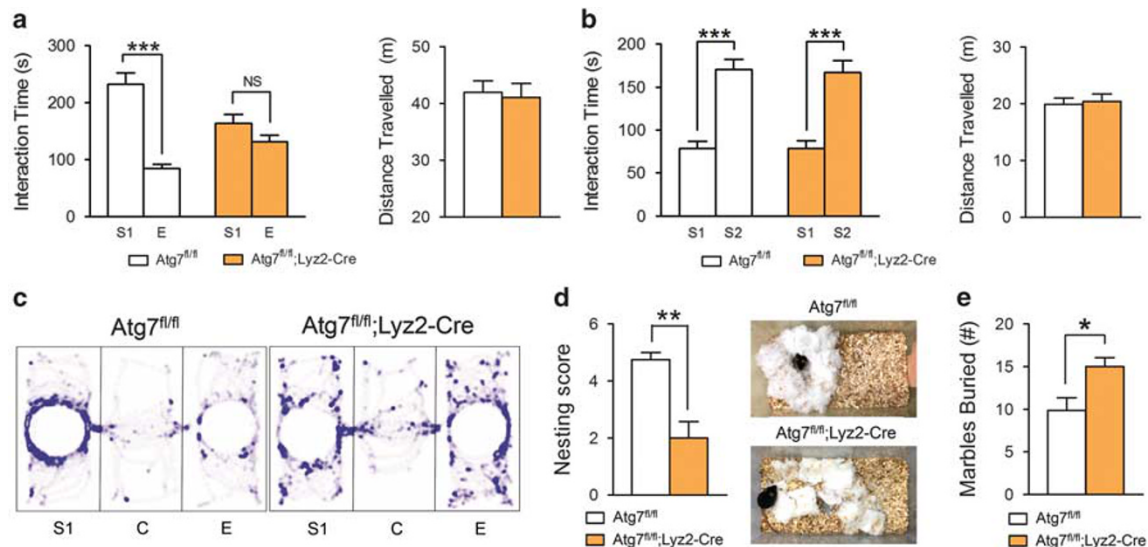 a
Interaction Time (s)
300
200
100
0
***
NS
S1 E S1 E
Distance Travelled (m)
50
40
30
20
Atg7fl/fl Atg7fl/fl;Lyz2-Cre
b
Interaction Time (s)
200
150
100
50
0
*** ***
S1 S2 S1 S2
Distance Travelled (m)
30
20
10
0
Atg7fl/fl Atg7fl/fl;Lyz2-Cre
c
Atg7fl/fl Atg7fl/fl;Lyz2-Cre
S1 C E S1 C E
d
Nesting score
6
4
2
0
**
Atg7fl/fl
Atg7fl/fl;Lyz2-Cre
Atg7fl/fl
Atg7fl/fl;Lyz2-Cre
e
Marbles Buried (#)
20
15
10
5
0
*
Atg7fl/fl
Atg7fl/fl;Lyz2-Cre